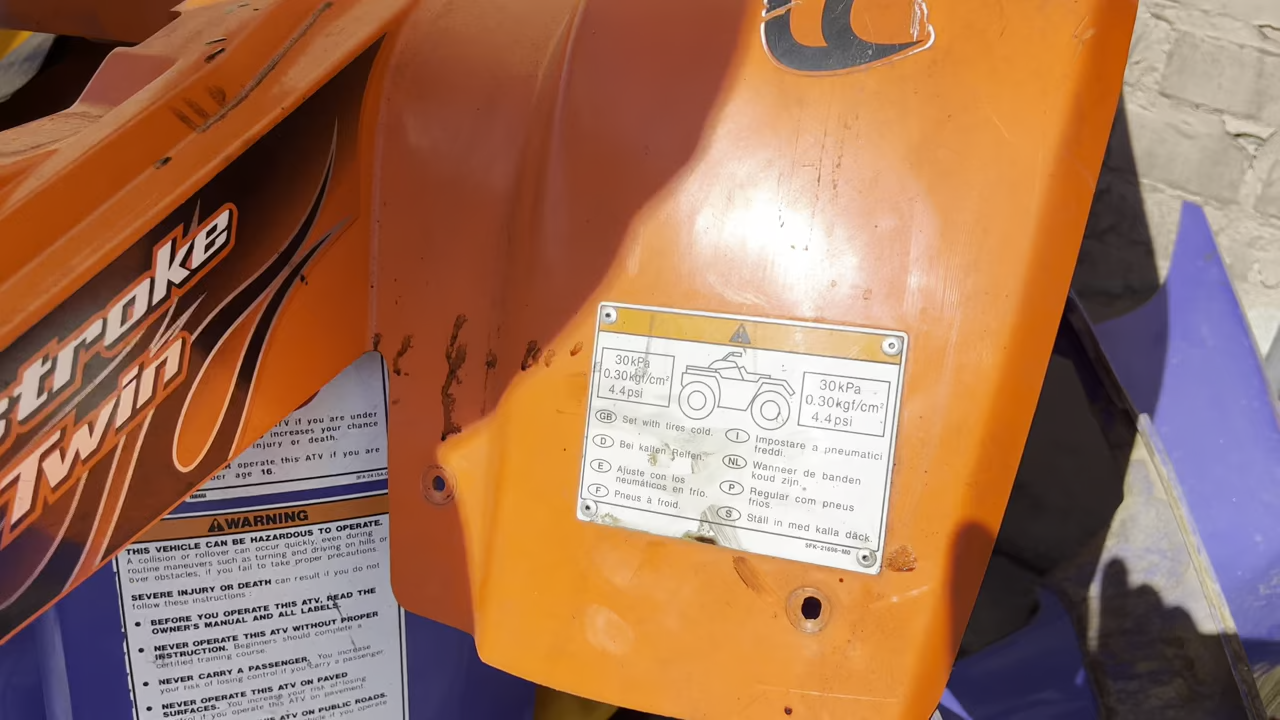 stroke
Twin
30kPa
0.30kgf/cm²
4.4psi
30kPa
0.30kgf/cm²
4.4psi
GB Set with tires cold.
D Bei kalten Reifen.
E Ajuste con los
neumáticos en frío.
F Pneus à froid.
I Impostare a pneumatici
freddi.
NL Wanneer de banden
koud zijn.
P Regular com pneus
frios.
S Ställ in med kalla däck.
5FK-21696-M0
if you are under
increases your chance
injury or death.
operate this ATV if you are
age 16.
WARNING
THIS VEHICLE CAN BE HAZARDOUS TO OPERATE.
A collision or rollover can occur quickly, even during
routine maneuvers such as turning and driving on hills or
over obstacles, if you fail to take proper precautions.
SEVERE INJURY OR DEATH can result if you do not
follow these instructions :
● BEFORE YOU OPERATE THIS ATV, READ THE
OWNER'S MANUAL AND ALL LABELS.
● NEVER OPERATE THIS ATV WITHOUT PROPER
INSTRUCTION. Beginners should complete a
certified training course.
● NEVER CARRY A PASSENGER. You increase
your risk of losing control if you carry a passenger
● NEVER OPERATE THIS ATV ON PAVED
SURFACES. You increase your risk of losing
control if you operate this ATV on pavement.
THIS ATV ON PUBLIC ROADS.
if you operate